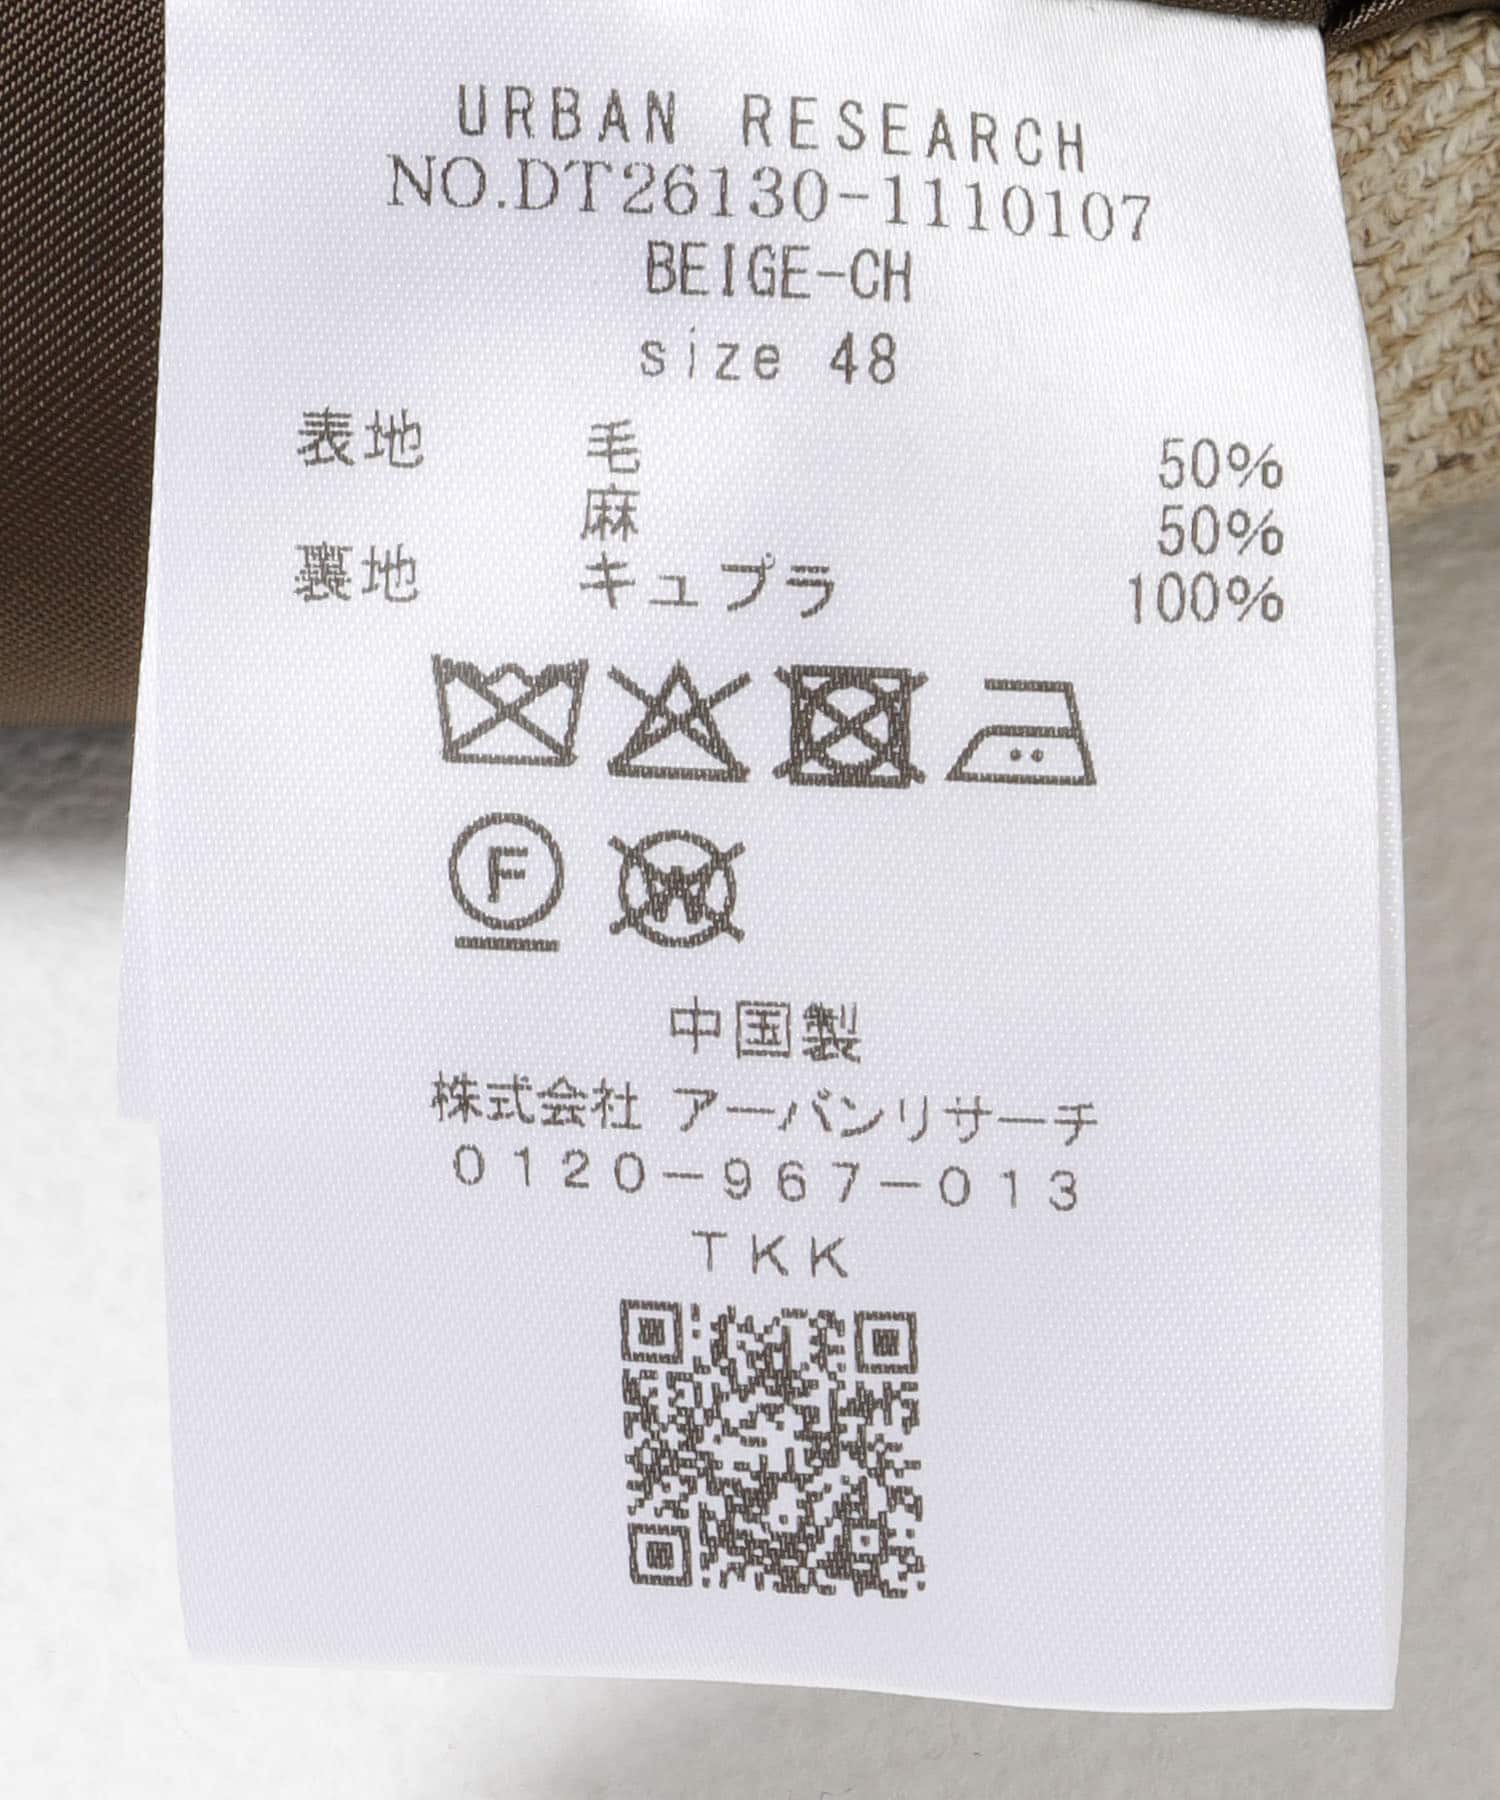 URBAN RESEARCH
NO.DT26130-1110107
BEIGE-CH
size 48
表地 毛 50%
麻 50%
裏地 キュプラ 100%
F W
中国製
株式会社 アーバンリサーチ
0120-967-013
TKK